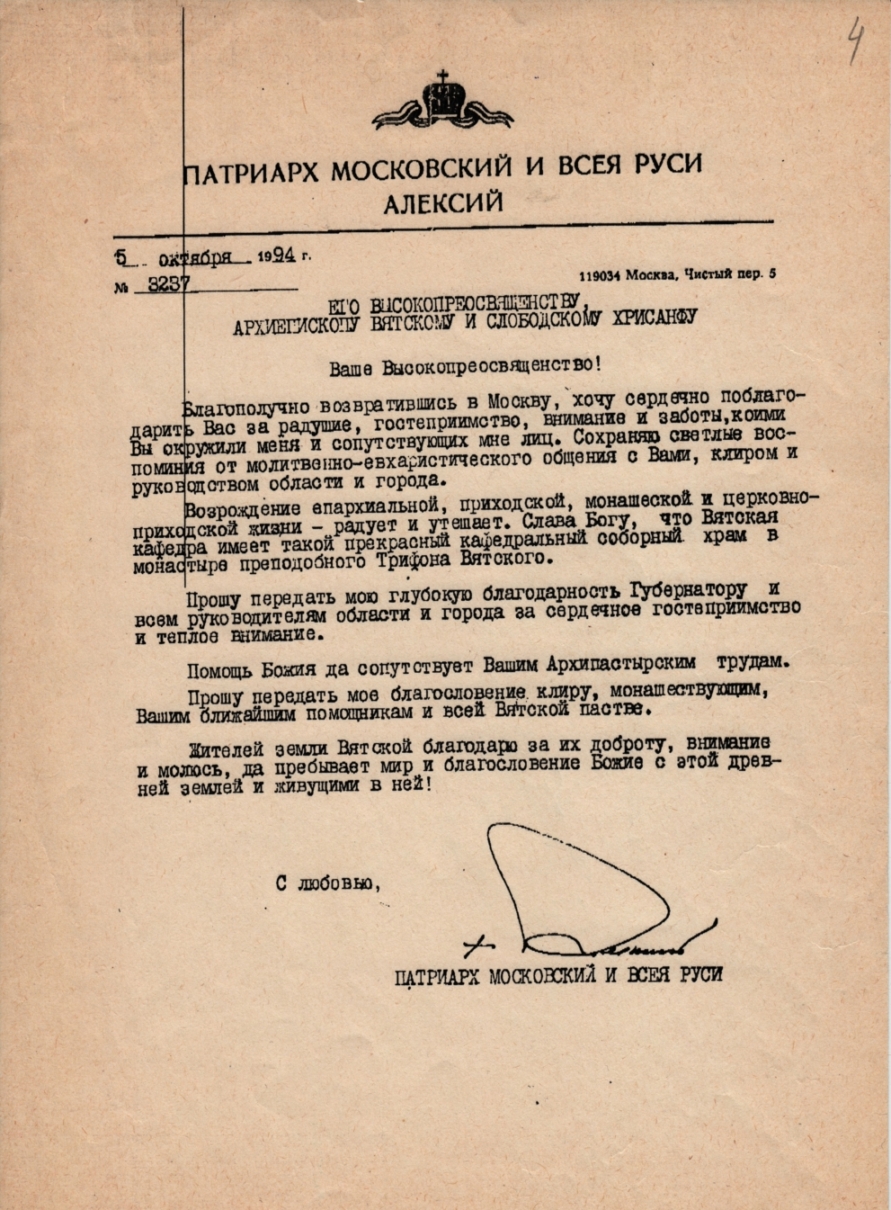 4
ПАТРИАРХ МОСКОВСКИЙ И ВСЕЯ РУСИ
АЛЕКСИЙ
5 октября 1994 г.
119034 Москва, Чистый пер. 5
№ 3237
ЕГО ВЫСОКОПРЕОСВЯЩЕНСТВУ,
АРХИЕПИСКОПУ ВЯТСКОМУ И СЛОБОДСКОМУ ХРИСАНФУ
Ваше Высокопреосвященство!
Благополучно возвратившись в Москву, хочу сердечно поблаго-
дарить Вас за радушие, гостеприимство, внимание и заботы,коими
Вы окружили меня и сопутствующих мне лиц. Сохраняю светлые вос-
поминия от молитвенно-евхаристического общения с Вами, клиром и
руководством области и города.
Возрождение епархиальной, приходской, монашеской и церковно-
приходской жизни - радует и утешает. Слава Богу, что Вятская
кафедра имеет такой прекрасный кафедральный соборный храм в
монастыре преподобного Трифона Вятского.
Прошу передать мою глубокую благодарность Губернатору и
всем руководителям области и города за сердечное гостеприимство
и теплое внимание.
Помощь Божия да сопутствует Вашим Архипастырским трудам.
Прошу передать мое благословение клиру, монашествующим,
Вашим ближайшим помощникам и всей Вятской пастве.
Жителей земли Вятской благодарю за их доброту, внимание
и молюсь, да пребывает мир и благословение Божие с этой древ-
ней землей и живущими в ней!
С любовью,
ПАТРИАРХ МОСКОВСКИЙ И ВСЕЯ РУСИ